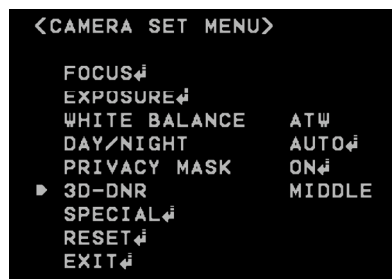 <CAMERA SET MENU>
FOCUS↲
EXPOSURE↲
WHITE BALANCE ATW
DAY/NIGHT AUTO↲
PRIVACY MASK ON↲
3D-DNR MIDDLE
SPECIAL↲
RESET↲
EXIT↲